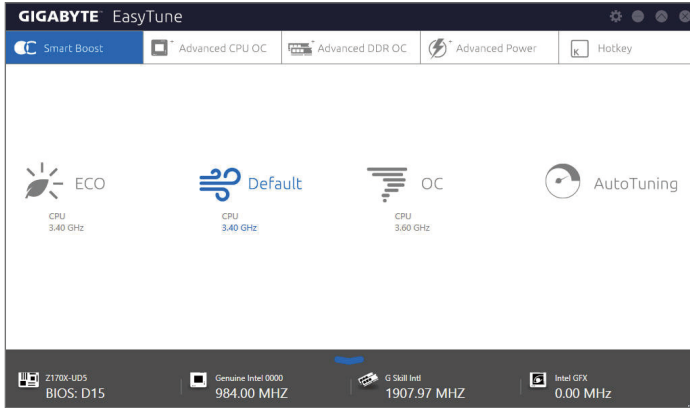 GIGABYTE™ EasyTune
Smart Boost
Advanced CPU OC
Advanced DDR OC
Advanced Power
K Hotkey
ECO
CPU
3.40 GHz
Default
CPU
3.40 GHz
OC
CPU
3.60 GHz
AutoTuning
Z170X-UD5
BIOS: D15
Genuine Intel 0000
984.00 MHZ
G Skill Intl
1907.97 MHZ
Intel GFX
0.00 MHZ